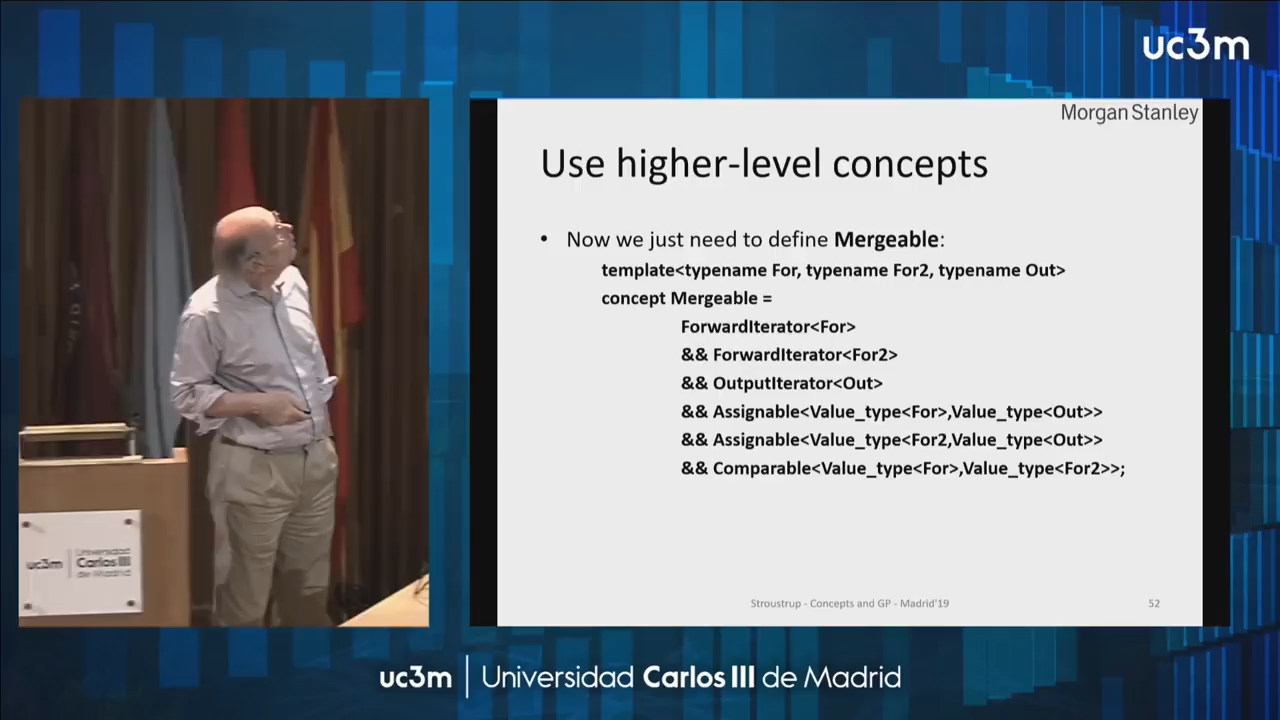 uc3m
Morgan Stanley
Use higher-level concepts
• Now we just need to define Mergeable:
template<typename For, typename For2, typename Out>
concept Mergeable =
ForwardIterator<For>
&& ForwardIterator<For2>
&& OutputIterator<Out>
&& Assignable<Value_type<For>,Value_type<Out>>
&& Assignable<Value_type<For2,Value_type<Out>>
&& Comparable<Value_type<For>,Value_type<For2>>;
Stroustrup - Concepts and GP - Madrid'19
52
uc3m
Universidad
Carlos III
de Madrid
uc3m | Universidad Carlos III de Madrid